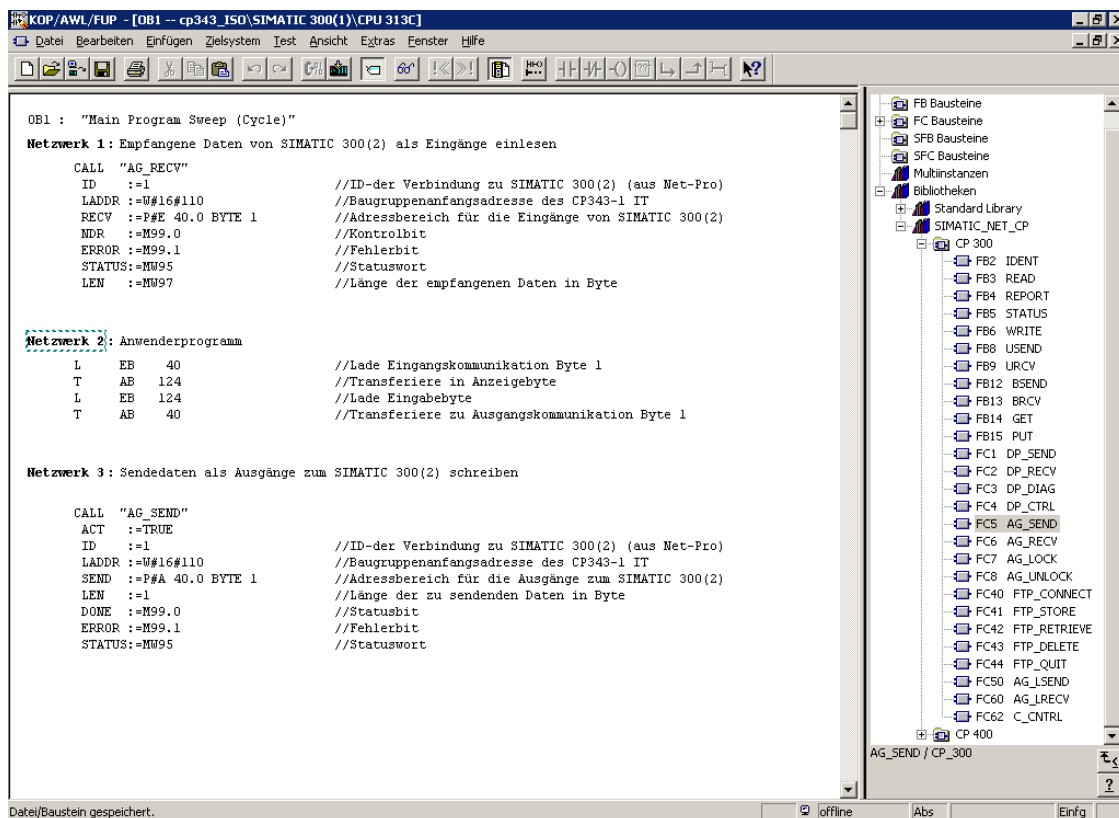 KOP/AWL/FUP - [OB1 -- cp343_ISO\SIMATIC 300(1)\CPU 313C]
Datei Bearbeiten Einfügen Zielsystem Test Ansicht Extras Fenster Hilfe
OB1 : "Main Program Sweep (Cycle)"
Netzwerk 1: Empfangene Daten von SIMATIC 300(2) als Eingänge einlesen
CALL "AG_RECV"
ID :=1 //ID-der Verbindung zu SIMATIC 300(2) (aus Net-Pro)
LADDR :=W#16#110 //Baugruppenanfangsadresse des CP343-1 IT
RECV :=P#E 40.0 BYTE 1 //Adressbereich für die Eingänge von SIMATIC 300(2)
NDR :=M99.0 //Kontrolbit
ERROR :=M99.1 //Fehlerbit
STATUS:=MW95 //Statuswort
LEN :=MW97 //Länge der empfangenen Daten in Byte
Netzwerk 2: Anwenderprogramm
L EB 40 //Lade Eingangskommunikation Byte 1
T AB 124 //Transferiere in Anzeigebyte
L EB 124 //Lade Eingabebyte
T AB 40 //Transferiere zu Ausgangskommunikation Byte 1
Netzwerk 3: Sendedaten als Ausgänge zum SIMATIC 300(2) schreiben
CALL "AG_SEND"
ACT :=TRUE
ID :=1 //ID-der Verbindung zu SIMATIC 300(2) (aus Net-Pro)
LADDR :=W#16#110 //Baugruppenanfangsadresse des CP343-1 IT
SEND :=P#A 40.0 BYTE 1 //Adressbereich für die Ausgänge zum SIMATIC 300(2)
LEN :=1 //Länge der zu sendenden Daten in Byte
DONE :=M99.0 //Statusbit
ERROR :=M99.1 //Fehlerbit
STATUS:=MW95 //Statuswort
FB Bausteine
FC Bausteine
SFB Bausteine
SFC Bausteine
Multiinstanzen
Bibliotheken
Standard Library
SIMATIC_NET_CP
CP 300
FB2 IDENT
FB3 READ
FB4 REPORT
FB5 STATUS
FB6 WRITE
FB8 USEND
FB9 URCV
FB12 BSEND
FB13 BRCV
FB14 GET
FB15 PUT
FC1 DP_SEND
FC2 DP_RECV
FC3 DP_DIAG
FC4 DP_CTRL
FC5 AG_SEND
FC6 AG_RECV
FC7 AG_LOCK
FC8 AG_UNLOCK
FC40 FTP_CONNECT
FC41 FTP_STORE
FC42 FTP_RETRIEVE
FC43 FTP_DELETE
FC44 FTP_QUIT
FC50 AG_LSEND
FC60 AG_LRECV
FC62 C_CNTRL
CP 400
AG_SEND / CP_300
Datei/Baustein gespeichert. offline Abs Einfg